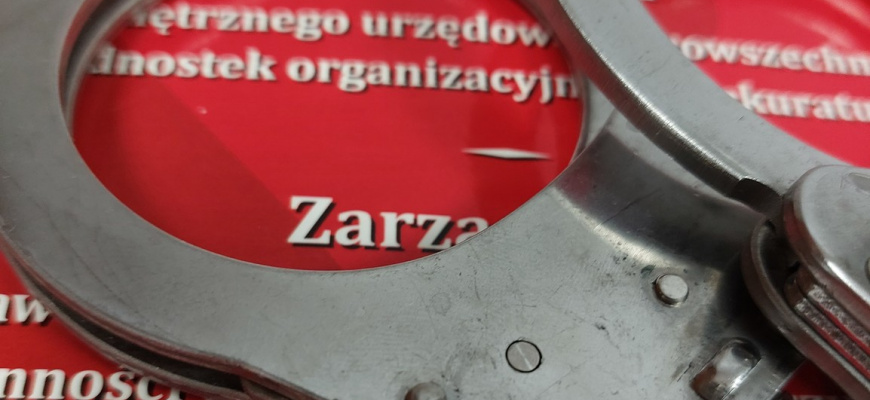 ętrznego urzędow
dnostek organizacyjn
owszechn
kuratu
Zarza
nnośc